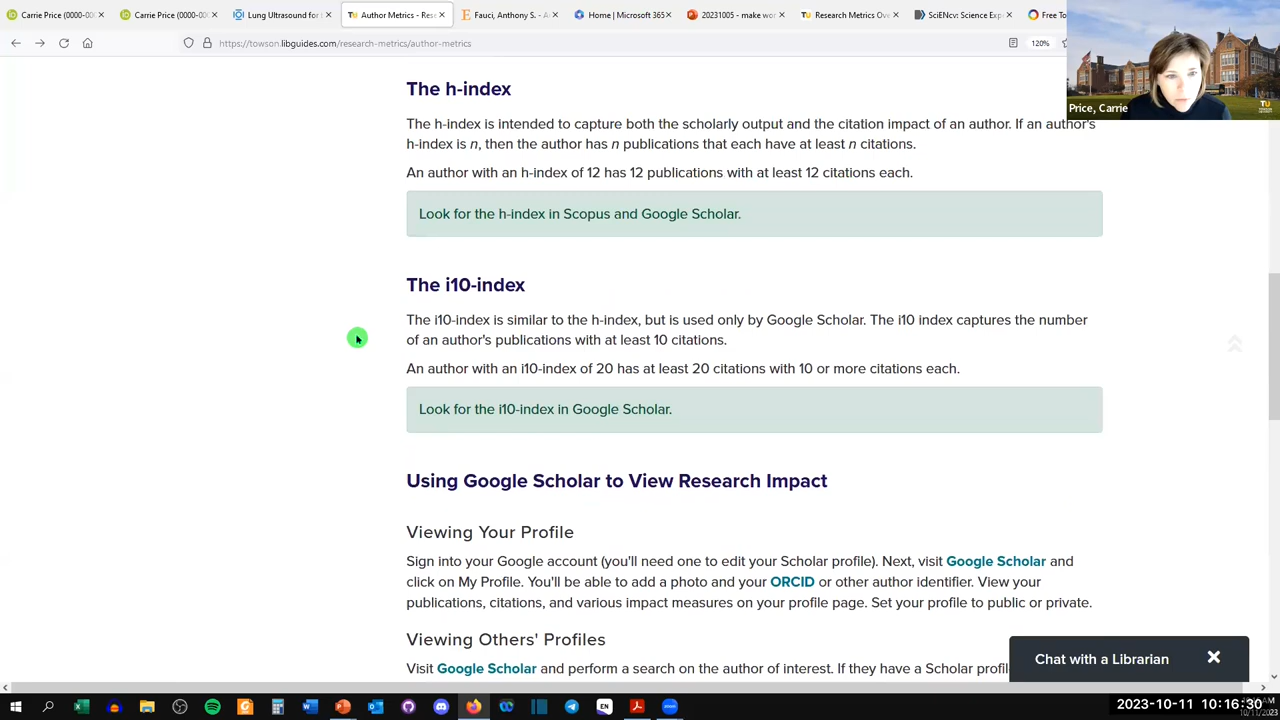 Carrie Price (0000-000
Carrie Price (0000-000
Lung Ultrasound for
Author Metrics - Res
Fauci, Anthony S. - A
Home | Microsoft 365
20231005 - make wo
Research Metrics Ov
SciENcv: Science Exp
Free To
https://towson.libguides.com/research-metrics/author-metrics
120%
Price, Carrie
TU
The h-index
The h-index is intended to capture both the scholarly output and the citation impact of an author. If an author's
h-index is n, then the author has n publications that each have at least n citations.
An author with an h-index of 12 has 12 publications with at least 12 citations each.
Look for the h-index in Scopus and Google Scholar.
The i10-index
The i10-index is similar to the h-index, but is used only by Google Scholar. The i10 index captures the number
of an author's publications with at least 10 citations.
An author with an i10-index of 20 has at least 20 citations with 10 or more citations each.
Look for the i10-index in Google Scholar.
Using Google Scholar to View Research Impact
Viewing Your Profile
Sign into your Google account (you'll need one to edit your Scholar profile). Next, visit Google Scholar and
click on My Profile. You'll be able to add a photo and your ORCID or other author identifier. View your
publications, citations, and various impact measures on your profile page. Set your profile to public or private.
Viewing Others' Profiles
Visit Google Scholar and perform a search on the author of interest. If they have a Scholar profil
Chat with a Librarian
2023-10-11 10:16:30
10/11/2023